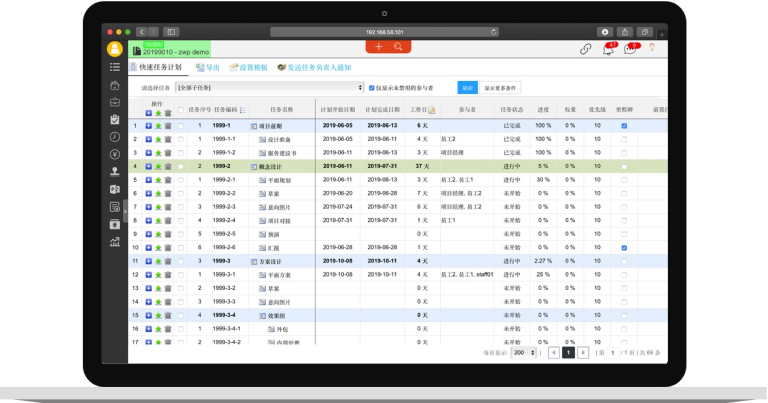 192.168.56.101
20199010 - zwp demo
47
9
快速任务计划 导出 设置模板 发送任务负责人通知
请选择任务 [全部子任务] 仅显示未禁用的参与者 刷新 显示更多条件
操作 任务序号 任务编码 任务名称 计划开始日期 计划完成日期 工作日 参与者 任务状态 进度 权重 优先级 里程碑
1 1 1999-1 项目前期 2019-06-05 2019-06-13 6 天 已完成 100 % 0 % 10
2 1 1999-1-1 设计准备 2019-06-05 2019-06-11 4 天 员工2 已完成 100 % 0 % 10
3 2 1999-1-2 服务建议书 2019-06-11 2019-06-13 3 天 项目经理 已完成 100 % 0 % 10
4 2 1999-2 概念设计 2019-06-11 2019-07-31 37 天 进行中 5 % 0 % 10
5 1 1999-2-1 平面规划 2019-06-11 2019-06-13 3 天 员工2, 员工1 进行中 30 % 0 % 10
6 2 1999-2-2 草案 2019-06-20 2019-06-28 7 天 项目经理, 员工2 未开始 0 % 0 % 10
7 3 1999-2-3 意向图片 2019-07-24 2019-07-31 6 天 项目经理, 员工2 未开始 0 % 0 % 10
8 4 1999-2-4 项目对接 2019-07-31 2019-07-31 1 天 员工1 未开始 0 % 0 % 10
9 5 1999-2-5 预演 0 天 未开始 0 % 0 % 10
10 6 1999-2-6 汇报 2019-06-28 2019-06-28 1 天 未开始 0 % 0 % 10
11 3 1999-3 方案设计 2019-10-08 2019-10-11 4 天 进行中 2.27 % 0 % 10
12 1 1999-3-1 平面方案 2019-10-08 2019-10-11 4 天 员工2, 员工1, staff01 进行中 25 % 0 % 10
13 2 1999-3-2 草案 0 天 未开始 0 % 0 % 10
14 3 1999-3-3 意向图片 0 天 未开始 0 % 0 % 10
15 4 1999-3-4 效果图 0 天 未开始 0 % 0 % 10
16 1 1999-3-4-1 外包 0 天 未开始 0 % 0 % 10
17 2 1999-3-4-2 内部处理 0 天 未开始 0 % 0 % 10
每页显示: 200 | 1 | 第 1 / 1 页 | 共 69 条